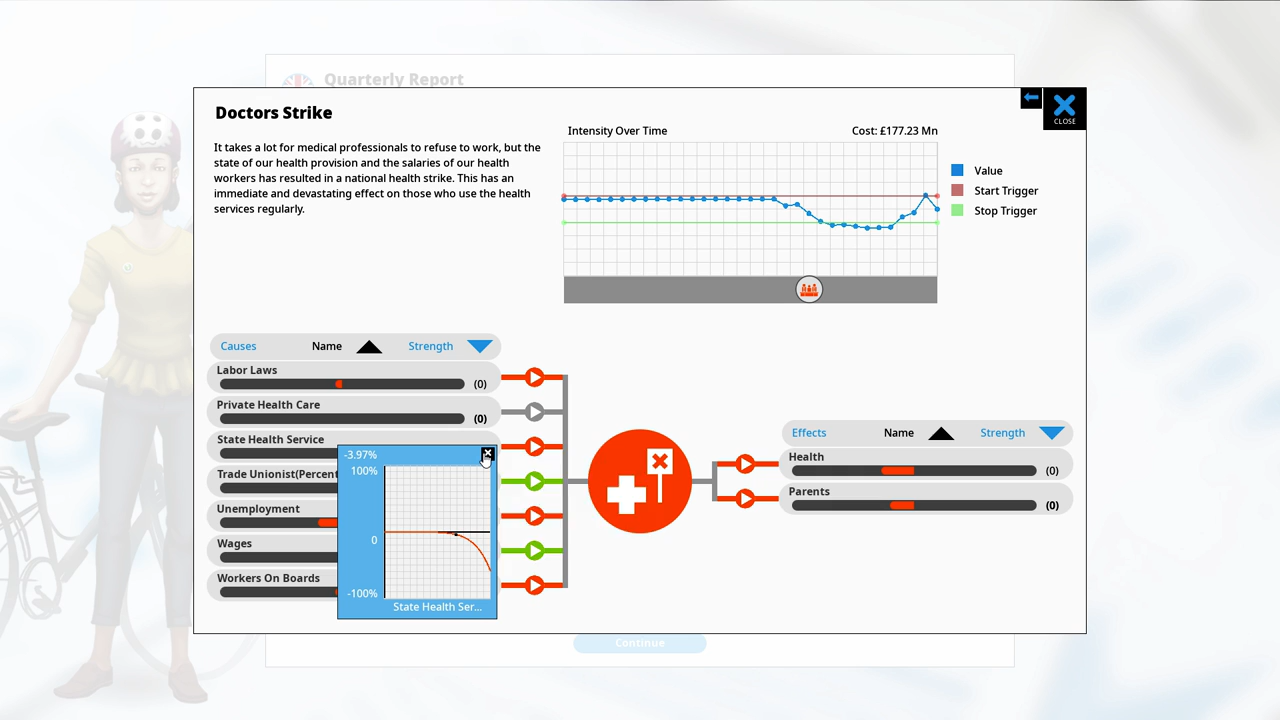 Quarterly Report
Doctors Strike
CLOSE
It takes a lot for medical professionals to refuse to work, but the
state of our health provision and the salaries of our health
workers has resulted in a national health strike. This has an
immediate and devastating effect on those who use the health
services regularly.
Intensity Over Time
Cost: £177.23 Mn
Value
Start Trigger
Stop Trigger
Causes Name Strength
Labor Laws
(0)
Private Health Care
(0)
State Health Service
Trade Unionist(Percent
Unemployment
Wages
Workers On Boards
-3.97%
100%
0
-100%
State Health Ser...
Effects Name Strength
Health
(0)
Parents
(0)
Continue